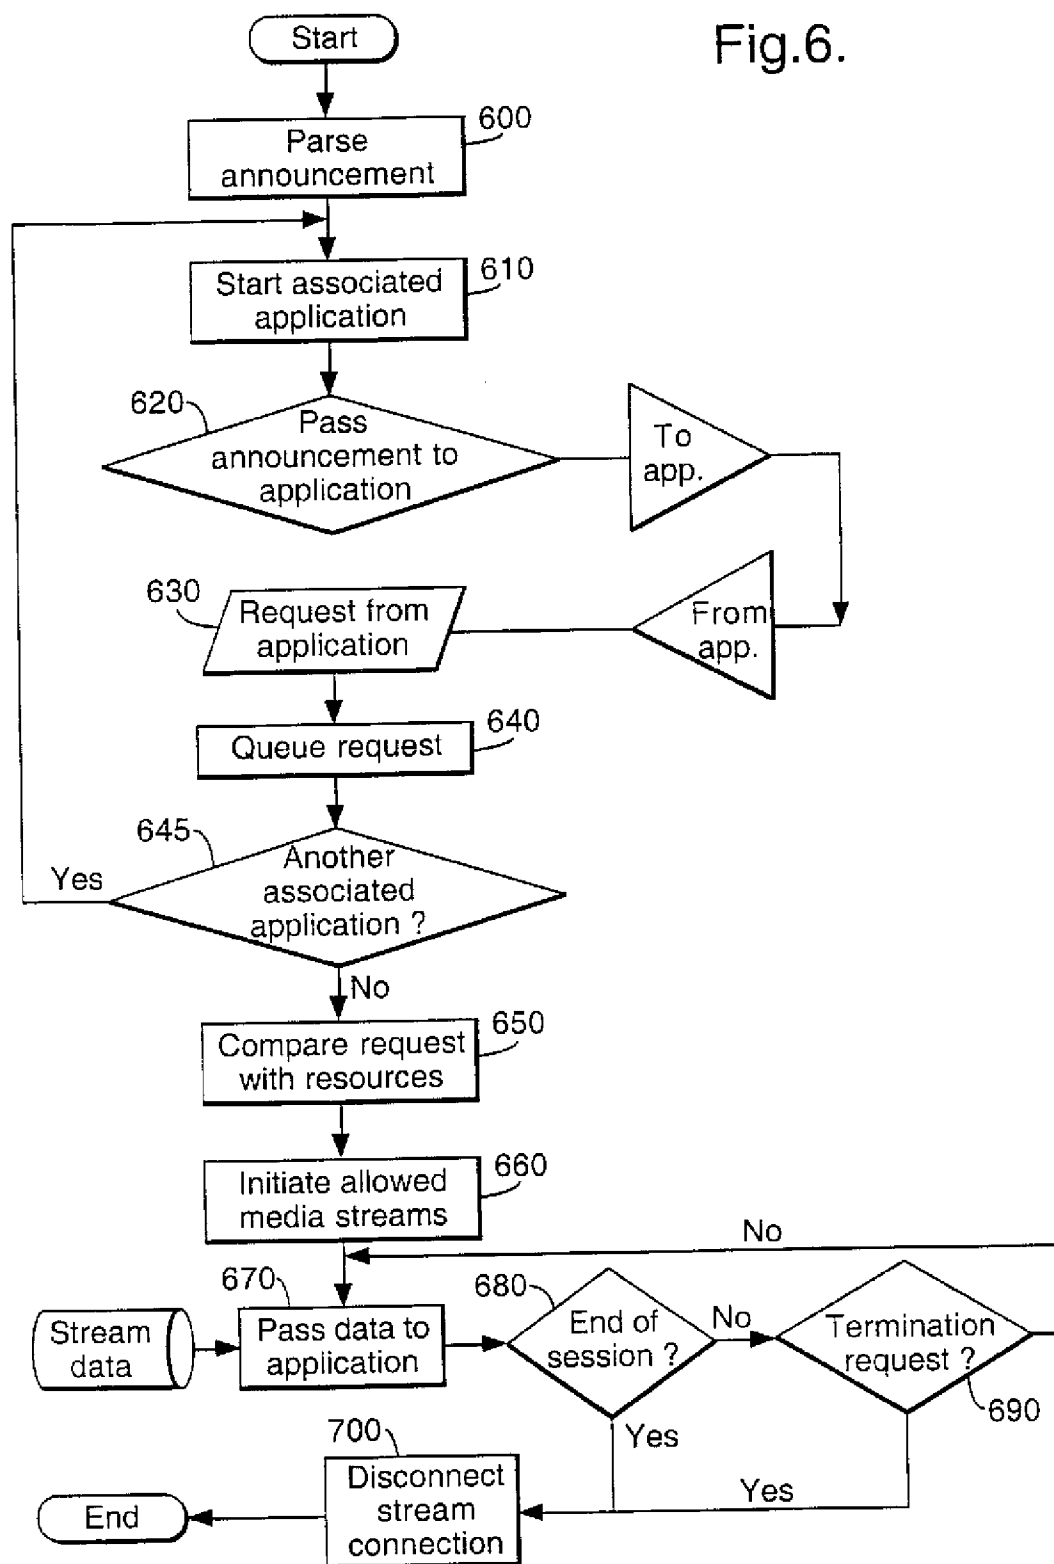 Start
Fig.6.
600
Parse
announcement
610
Start associated
application
620
Pass
announcement to
application
To
app.
630
Request from
application
From
app.
640
Queue request
645
Yes
Another
associated
application ?
No
650
Compare request
with resources
660
Initiate allowed
media streams
No
670
680
Stream
data
Pass data to
application
End of
session ?
No
Termination
request ?
690
700
Yes
Disconnect
stream
connection
Yes
End